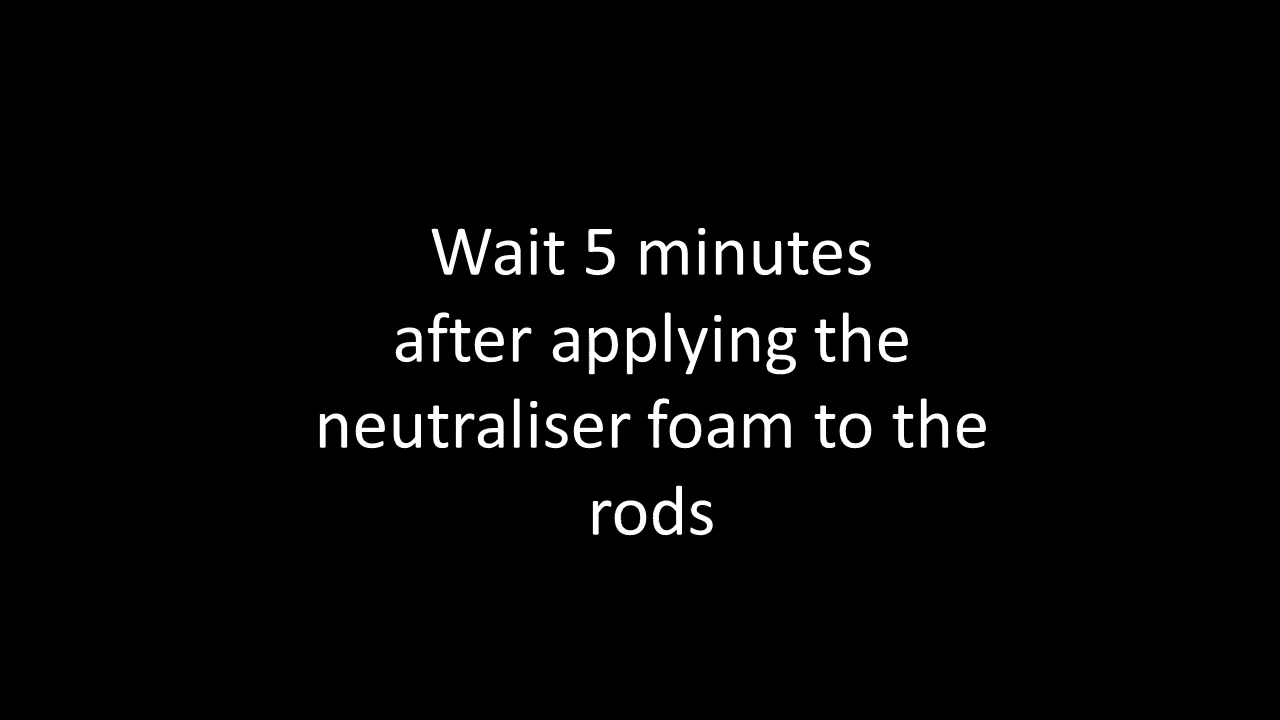 Wait 5 minutes
after applying the
neutraliser foam to the
rods